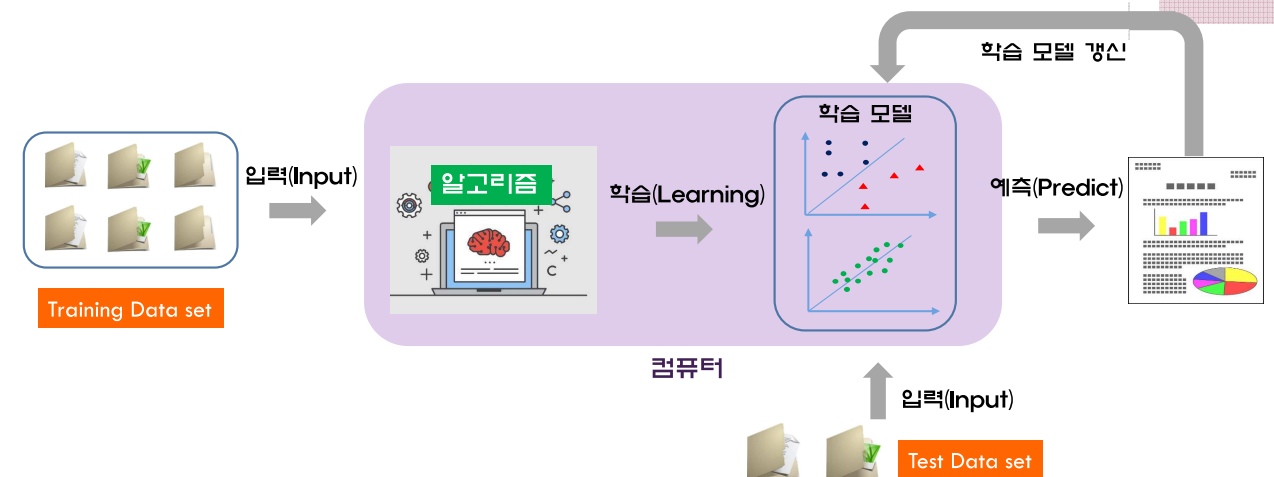 학습 모델 갱신
학습 모델
알고리즘
입력(Input)
학습(Learning)
예측(Predict)
Training Data set
컴퓨터
입력(Input)
Test Data set